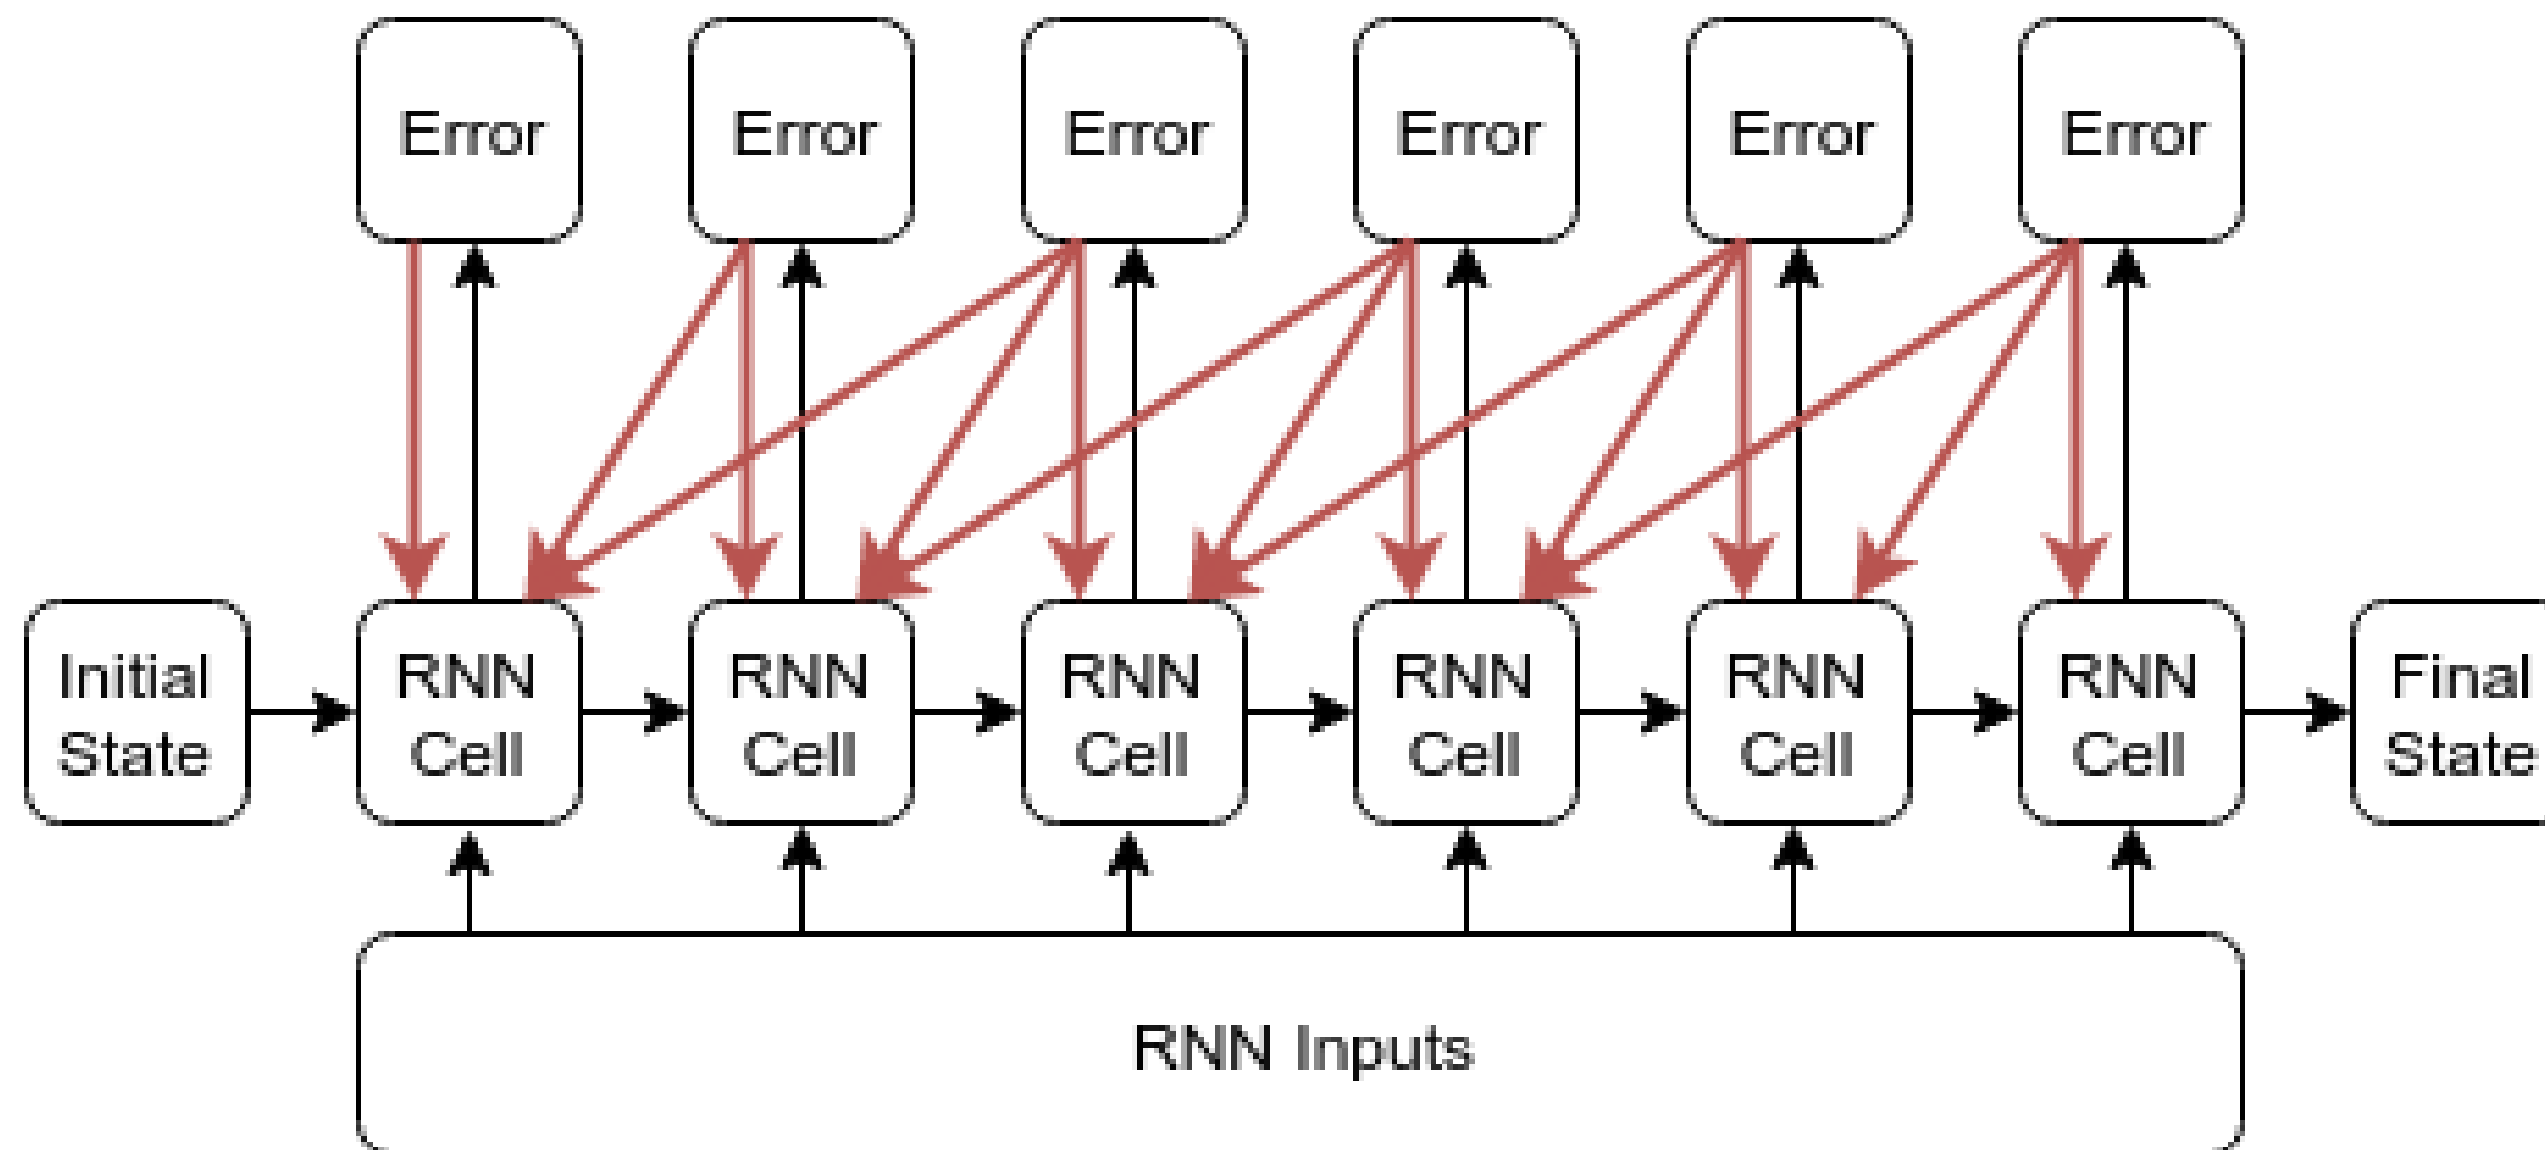 Error
Error
Error
Error
Error
Error
Initial
State
RNN
Cell
RNN
Cell
RNN
Cell
RNN
Cell
RNN
Cell
RNN
Cell
Final
State
RNN Inputs